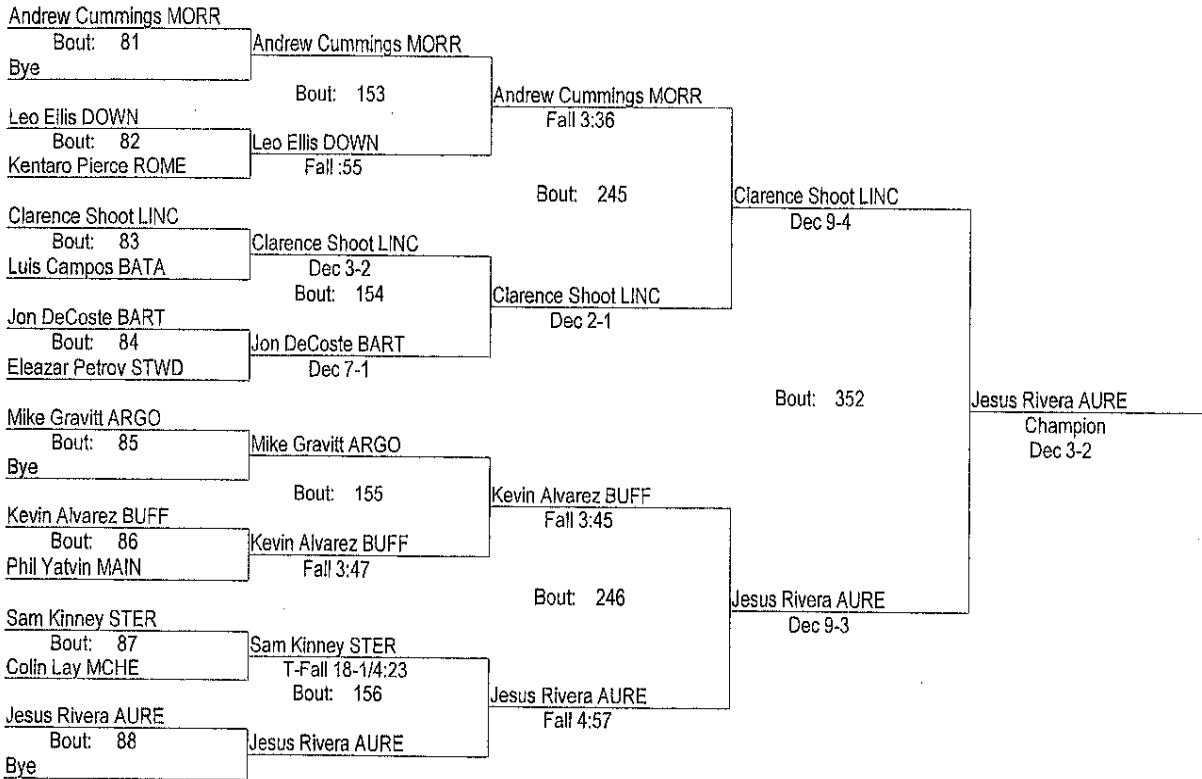 Andrew Cummings MORR
Bout: 81
Bye
Andrew Cummings MORR
Bout: 153
Leo Ellis DOWN
Bout: 82
Kentaro Pierce ROME
Leo Ellis DOWN
Fall :55
Andrew Cummings MORR
Fall 3:36
Bout: 245
Clarence Shoot LINC
Bout: 83
Luis Campos BATA
Clarence Shoot LINC
Dec 3-2
Bout: 154
Jon DeCoste BART
Bout: 84
Eleazar Petrov STWD
Jon DeCoste BART
Dec 7-1
Clarence Shoot LINC
Dec 2-1
Clarence Shoot LINC
Dec 9-4
Bout: 352
Mike Gravitt ARGO
Bout: 85
Bye
Mike Gravitt ARGO
Bout: 155
Kevin Alvarez BUFF
Bout: 86
Phil Yatvin MAIN
Kevin Alvarez BUFF
Fall 3:47
Kevin Alvarez BUFF
Fall 3:45
Bout: 246
Sam Kinney STER
Bout: 87
Colin Lay MCHE
Sam Kinney STER
T-Fall 18-1/4:23
Bout: 156
Jesus Rivera AURE
Bout: 88
Bye
Jesus Rivera AURE
Jesus Rivera AURE
Fall 4:57
Jesus Rivera AURE
Dec 9-3
Jesus Rivera AURE
Champion
Dec 3-2